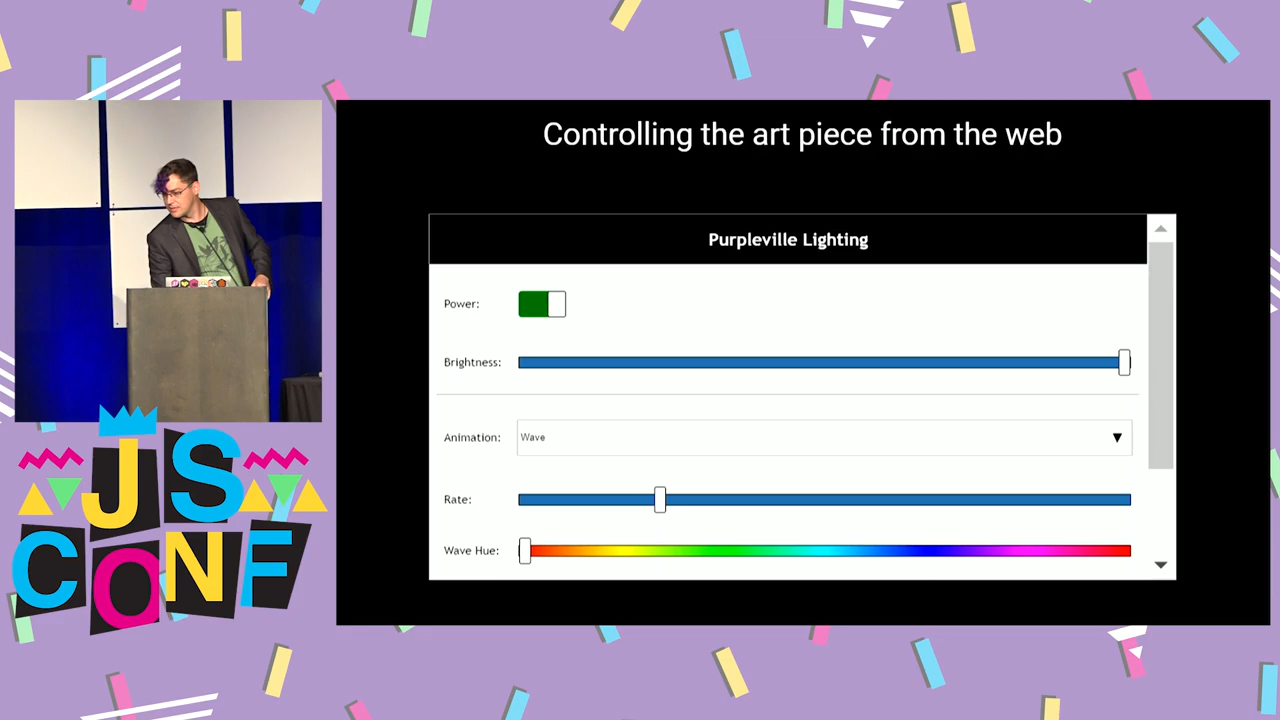 Controlling the art piece from the web
Purpleville Lighting
Power:
Brightness:
Animation: Wave
Rate:
Wave Hue:
JS
CONF